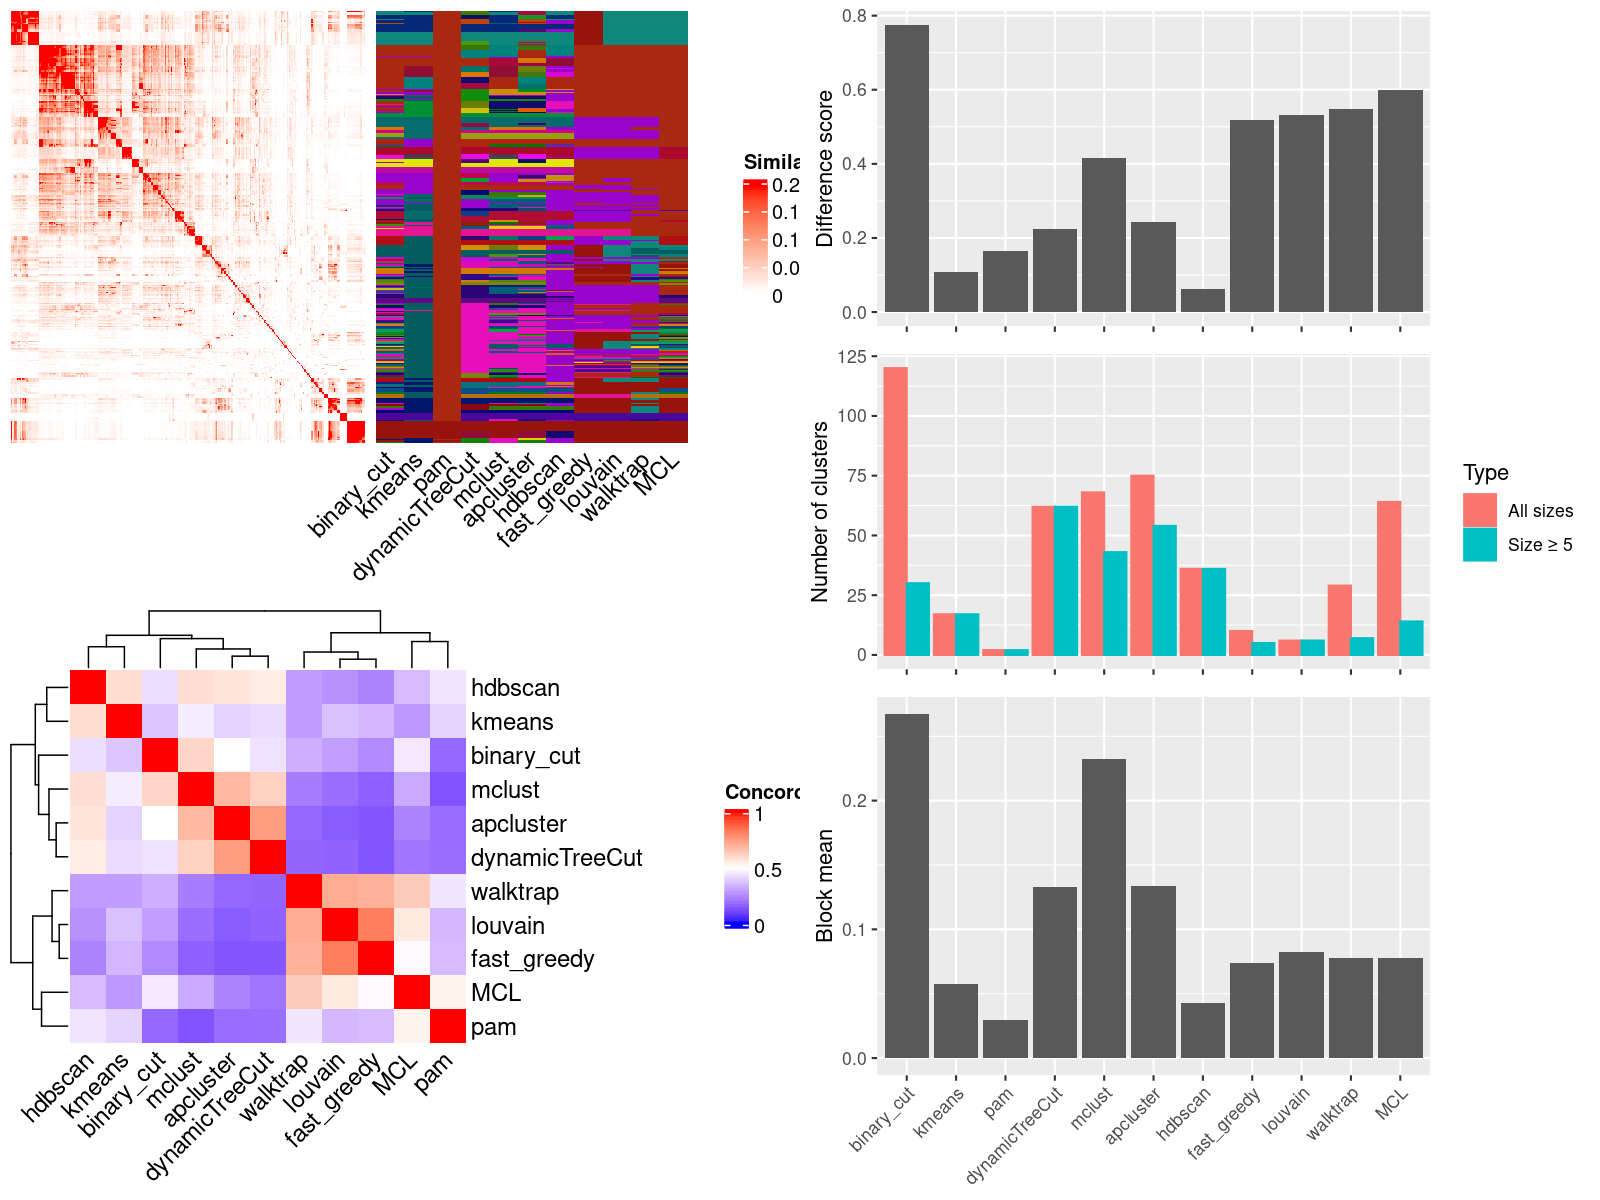 Simila
0.2
0.1
0.1
0.0
0
binary_cut
kmeans
pam
dynamicTreeCut
mclust
apcluster
hdbscan
fast_greedy
louvain
walktrap
MCL
hdbscan
kmeans
binary_cut
mclust
apcluster
dynamicTreeCut
walktrap
louvain
fast_greedy
MCL
pam
hdbscan
kmeans
binary_cut
mclust
apcluster
dynamicTreeCut
walktrap
louvain
fast_greedy
MCL
pam
Concord
1
0.5
0
Difference score
0.8
0.6
0.4
0.2
0.0
Number of clusters
125
100
75
50
25
0
Type
All sizes
Size ≥ 5
Block mean
0.2
0.1
0.0
binary_cut
kmeans
pam
dynamicTreeCut
mclust
apcluster
hdbscan
fast_greedy
louvain
walktrap
MCL